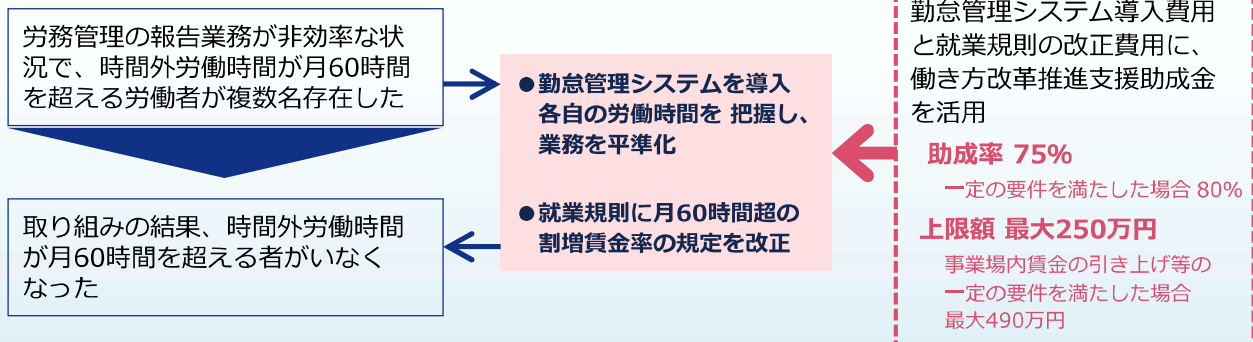 労務管理の報告業務が非効率な状
況で、時間外労働時間が月60時間
を超える労働者が複数名存在した
取り組みの結果、時間外労働時間
が月60時間を超える者がいなく
なった
●勤怠管理システムを導入
各自の労働時間を 把握し、
業務を平準化
●就業規則に月60時間超の
割増賃金率の規定を改正
勤怠管理システム導入費用
と就業規則の改正費用に、
働き方改革推進支援助成金
を活用
助成率 75%
一定の要件を満たした場合 80%
上限額 最大250万円
事業場内賃金の引き上げ等の
一定の要件を満たした場合
最大490万円